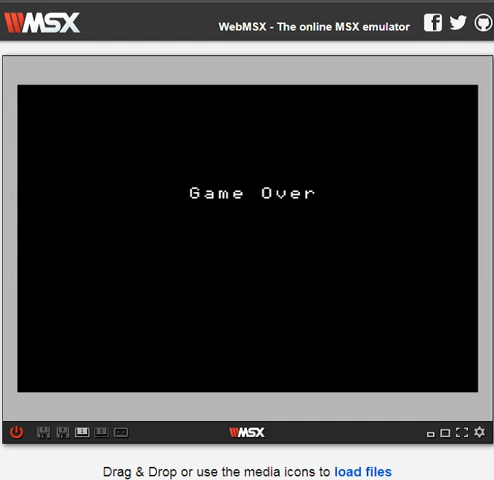 MSX
WebMSX - The online MSX emulator
Game Over
MSX
Drag & Drop or use the media icons to load files